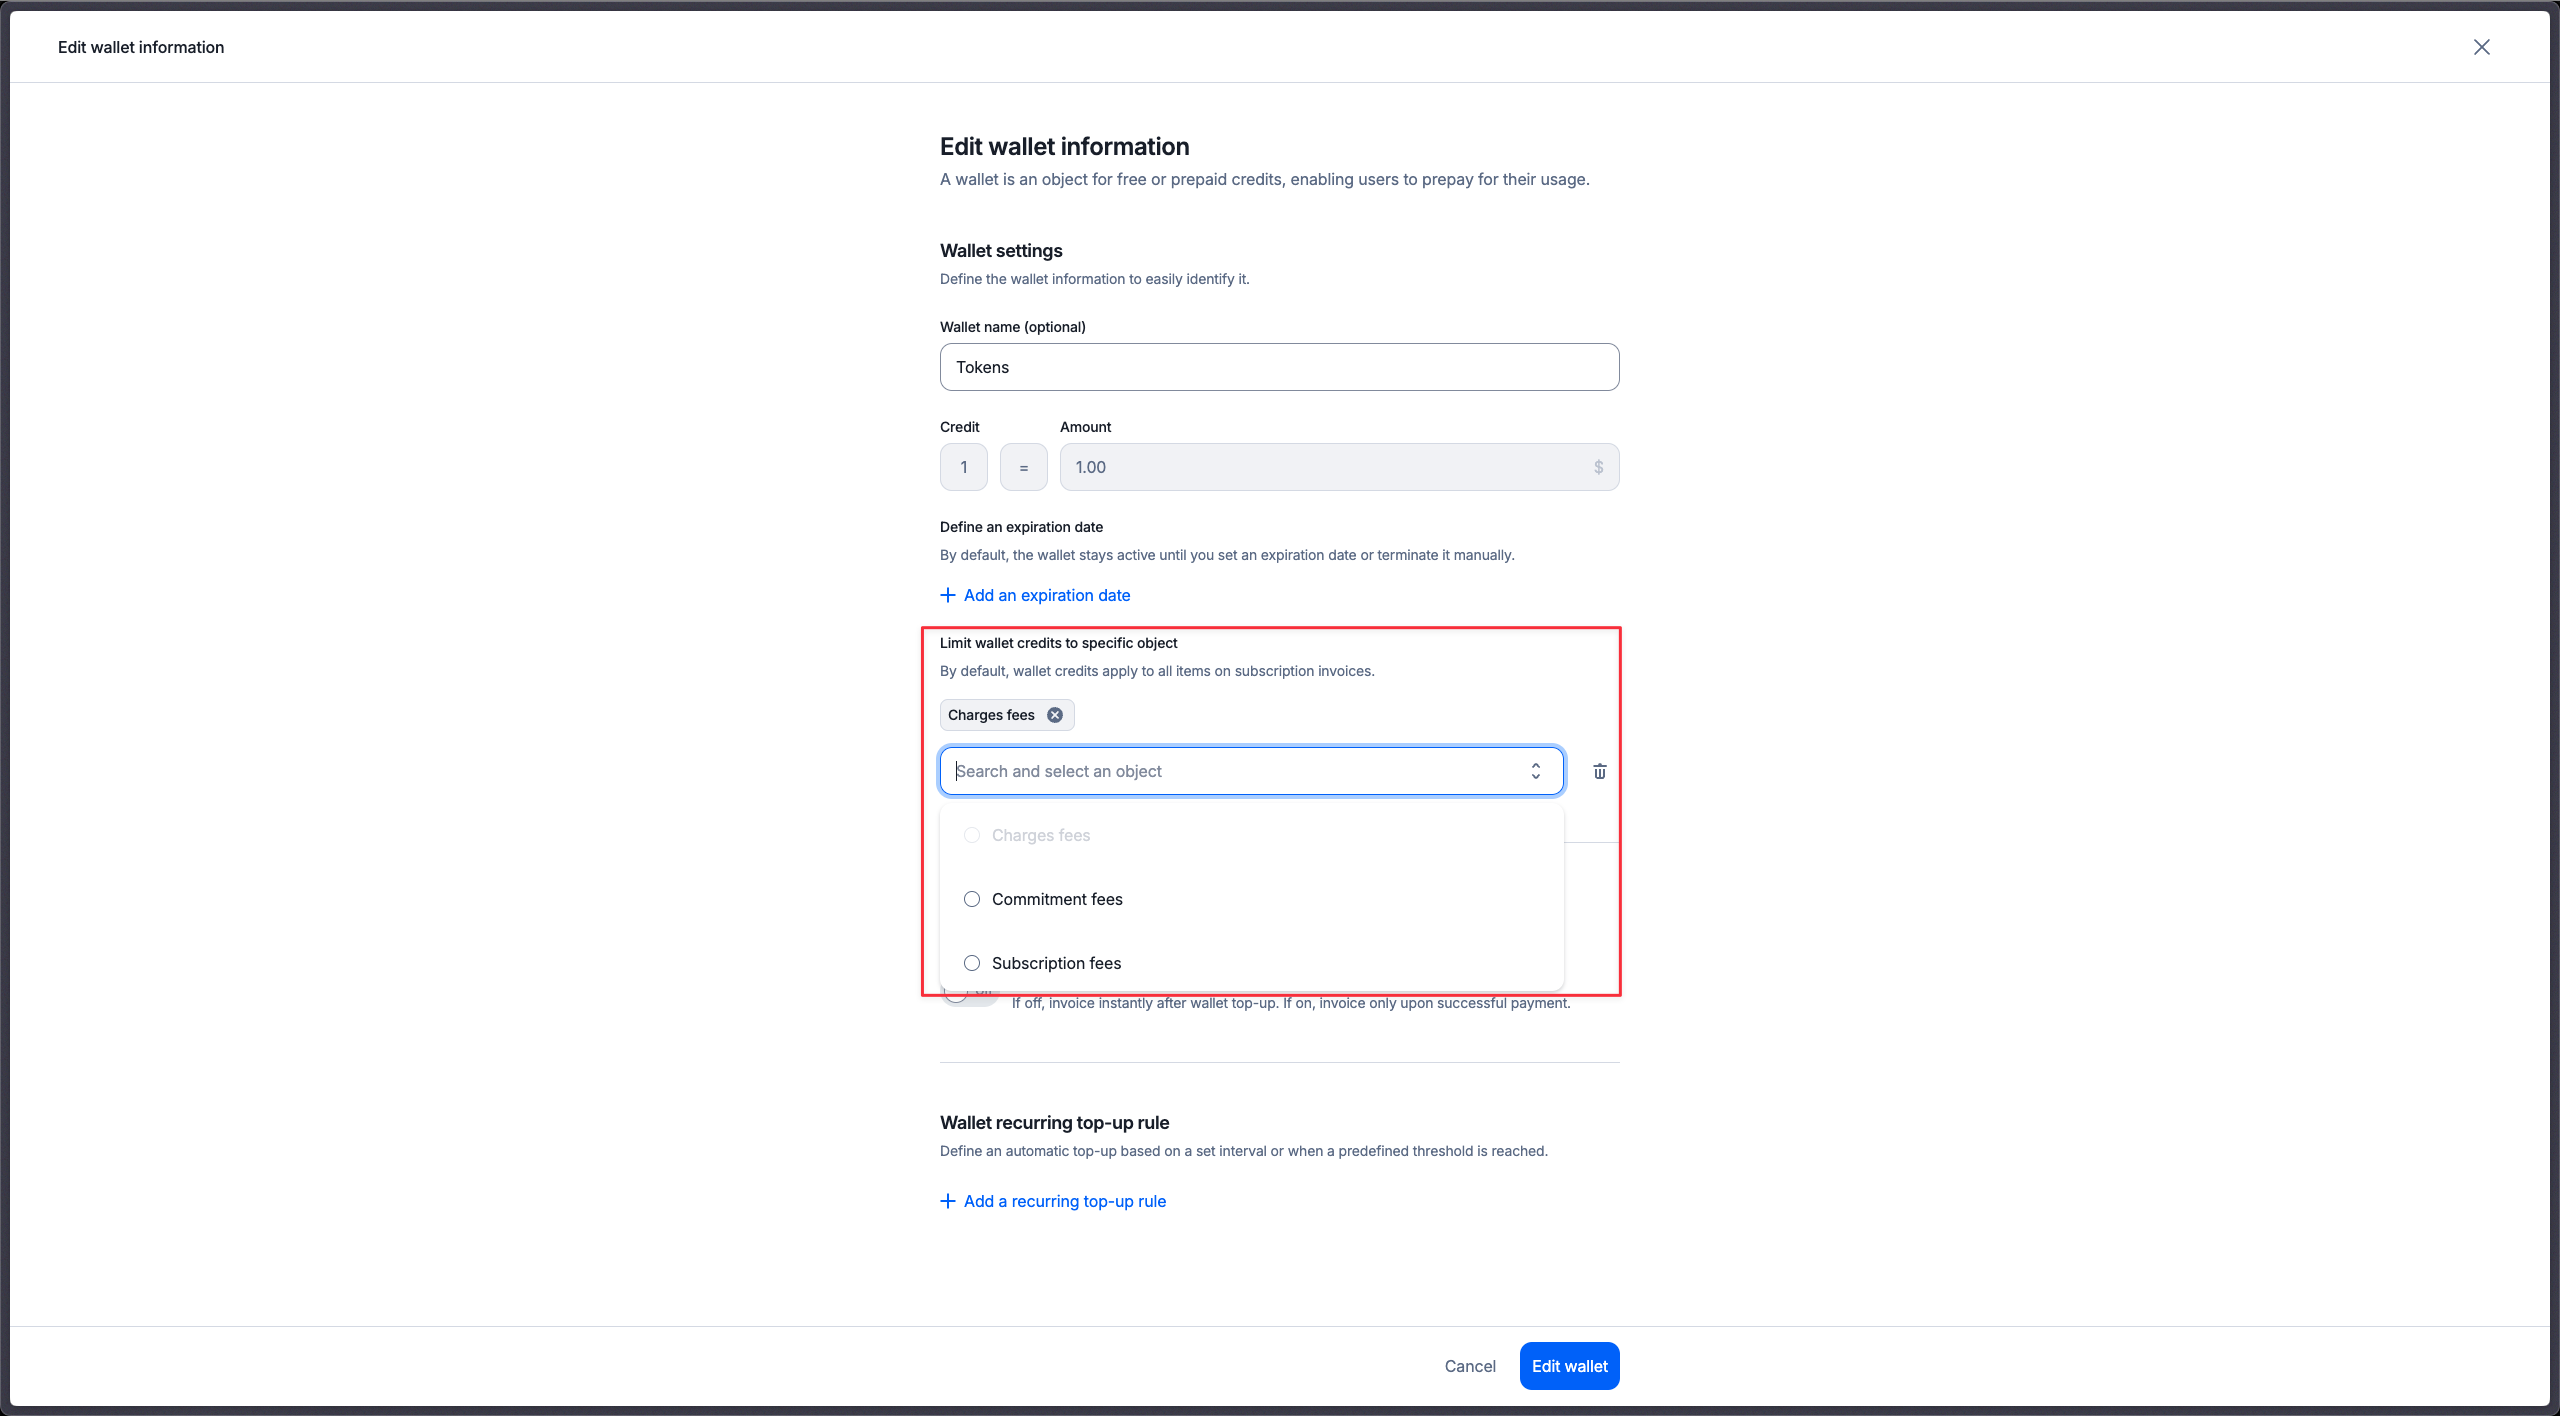 Edit wallet information
Edit wallet information
A wallet is an object for free or prepaid credits, enabling users to prepay for their usage.
Wallet settings
Define the wallet information to easily identify it.
Wallet name (optional)
Tokens
Credit Amount
1 = 1.00 $
Define an expiration date
By default, the wallet stays active until you set an expiration date or terminate it manually.
Add an expiration date
Limit wallet credits to specific object
By default, wallet credits apply to all items on subscription invoices.
Charges fees
Search and select an object
Charges fees
Commitment fees
Subscription fees
If off, invoice instantly after wallet top-up. If on, invoice only upon successful payment.
Wallet recurring top-up rule
Define an automatic top-up based on a set interval or when a predefined threshold is reached.
Add a recurring top-up rule
Cancel Edit wallet